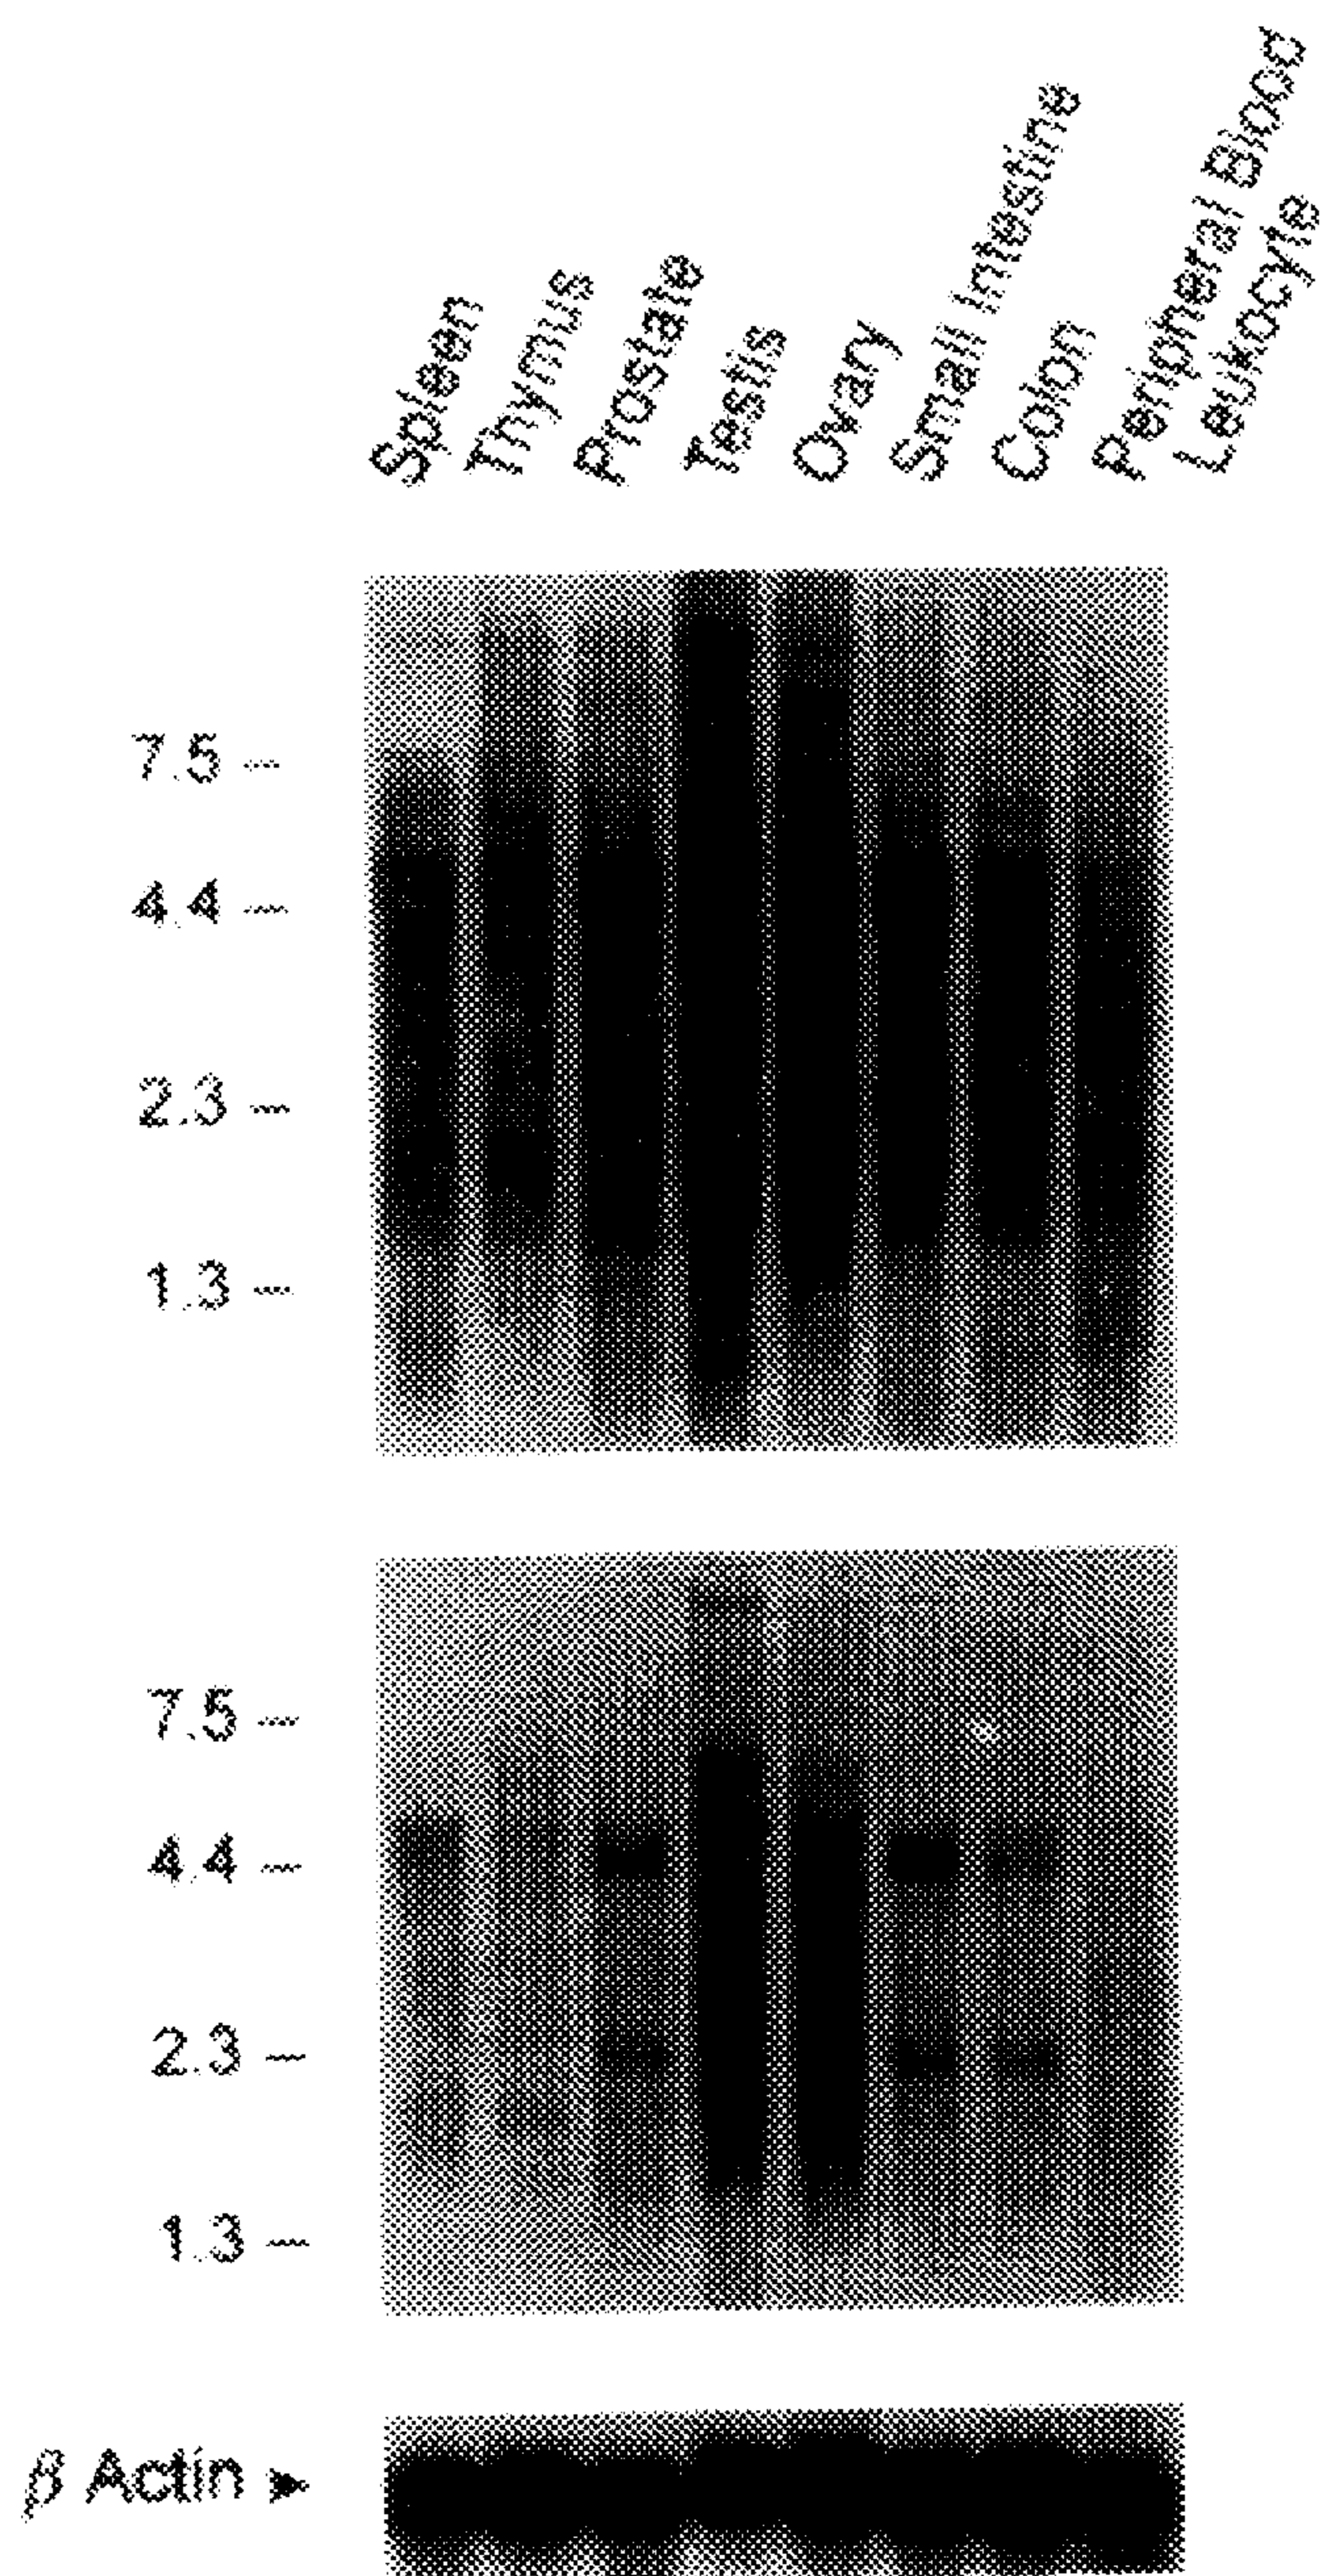 Spleen
Thymus
Prostate
Testis
Ovary
Small Intestine
Colon
Peripheral Blood
Leukocyte
7.5 –
4.4 –
2.3 –
1.3 –
7.5 –
4.4 –
2.3 –
1.3 –
β Actin ►